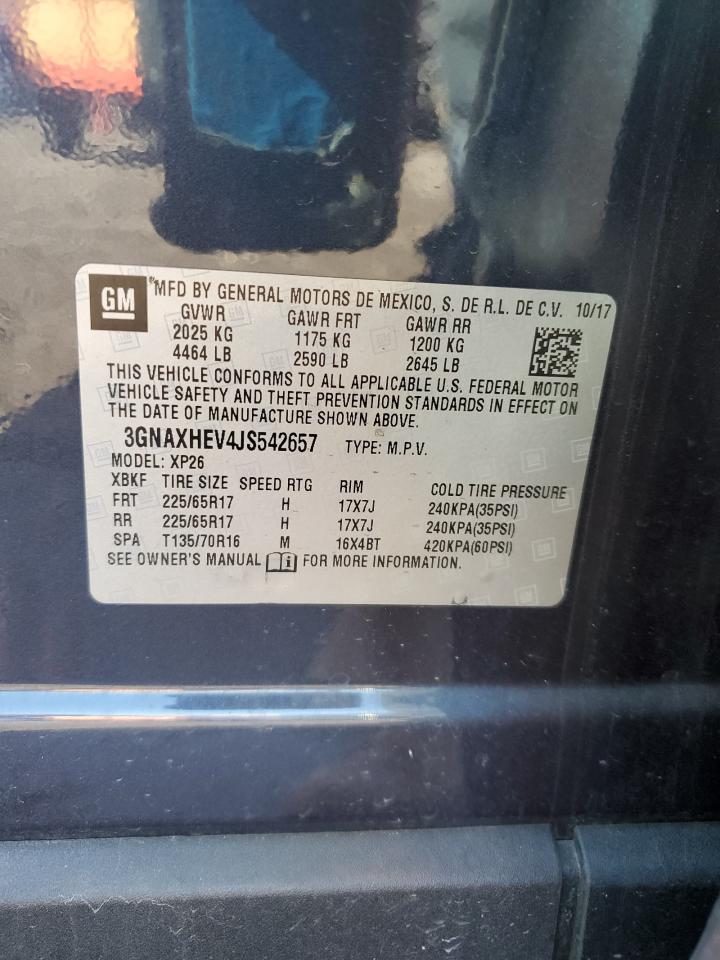 GM ®MFD BY GENERAL MOTORS DE MEXICO, S. DE R.L. DE C.V. 10/17
GVWR GAWR FRT GAWR RR
2025 KG 1175 KG 1200 KG
4464 LB 2590 LB 2645 LB
THIS VEHICLE CONFORMS TO ALL APPLICABLE U.S. FEDERAL MOTOR
VEHICLE SAFETY AND THEFT PREVENTION STANDARDS IN EFFECT ON
THE DATE OF MANUFACTURE SHOWN ABOVE.
3GNAXHEV4JS542657 TYPE: M.P.V.
MODEL: XP26
XBKF TIRE SIZE SPEED RTG RIM COLD TIRE PRESSURE
FRT 225/65R17 H 17X7J 240KPA(35PSI)
RR 225/65R17 H 17X7J 240KPA(35PSI)
SPA T135/70R16 M 16X4BT 420KPA(60PSI)
SEE OWNER'S MANUAL FOR MORE INFORMATION.